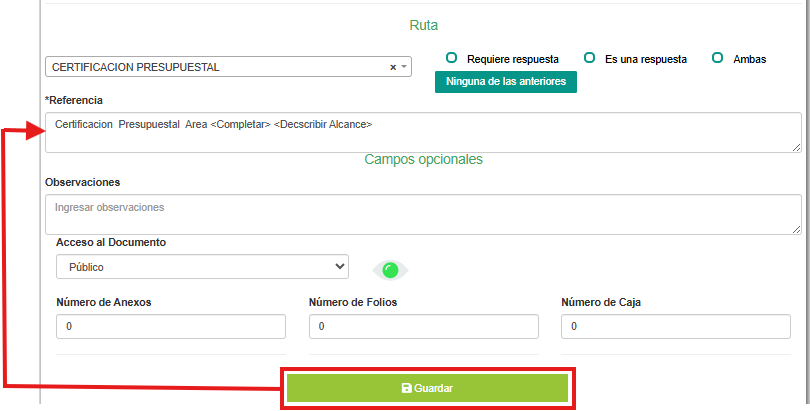 Ruta
CERTIFICACION PRESUPUESTAL
Requiere respuesta
Es una respuesta
Ambas
Ninguna de las anteriores
*Referencia
Certificacion Presupuestal Area <Completar> <Decscribir Alcance>
Campos opcionales
Observaciones
Ingresar observaciones
Acceso al Documento
Público
Número de Anexos
Número de Folios
Número de Caja
0
0
0
Guardar